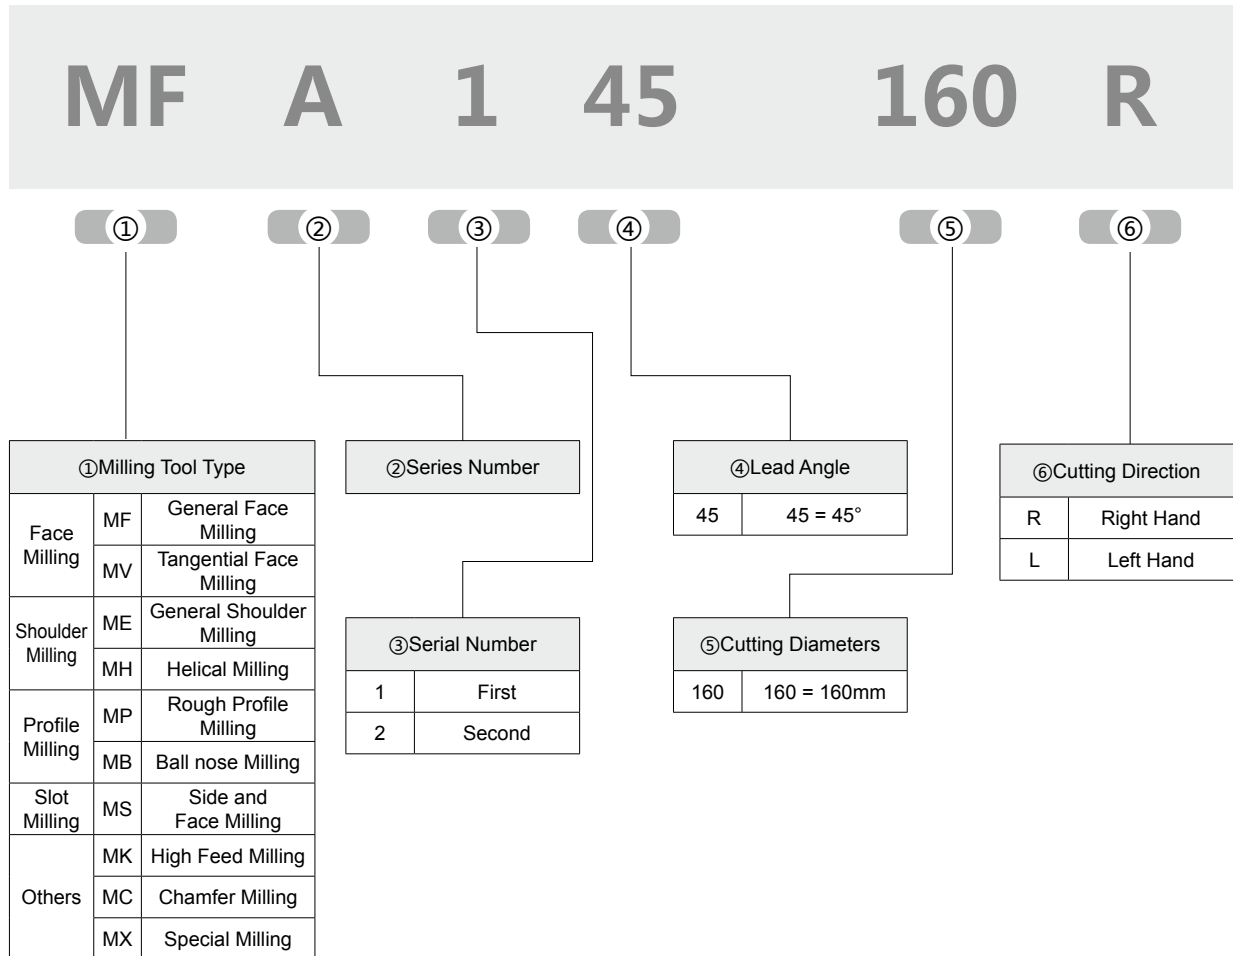 MF A 1 45 160 R
① ② ③ ④ ⑤ ⑥
①Milling Tool Type
Face
Milling
MF
General Face
Milling
MV
Tangential Face
Milling
Shoulder
Milling
ME
General Shoulder
Milling
MH
Helical Milling
Profile
Milling
MP
Rough Profile
Milling
MB
Ball nose Milling
Slot
Milling
MS
Side and
Face Milling
Others
MK
High Feed Milling
MC
Chamfer Milling
MX
Special Milling
②Series Number
③Serial Number
1 First
2 Second
④Lead Angle
45 45 = 45°
⑤Cutting Diameters
160 160 = 160mm
⑥Cutting Direction
R Right Hand
L Left Hand